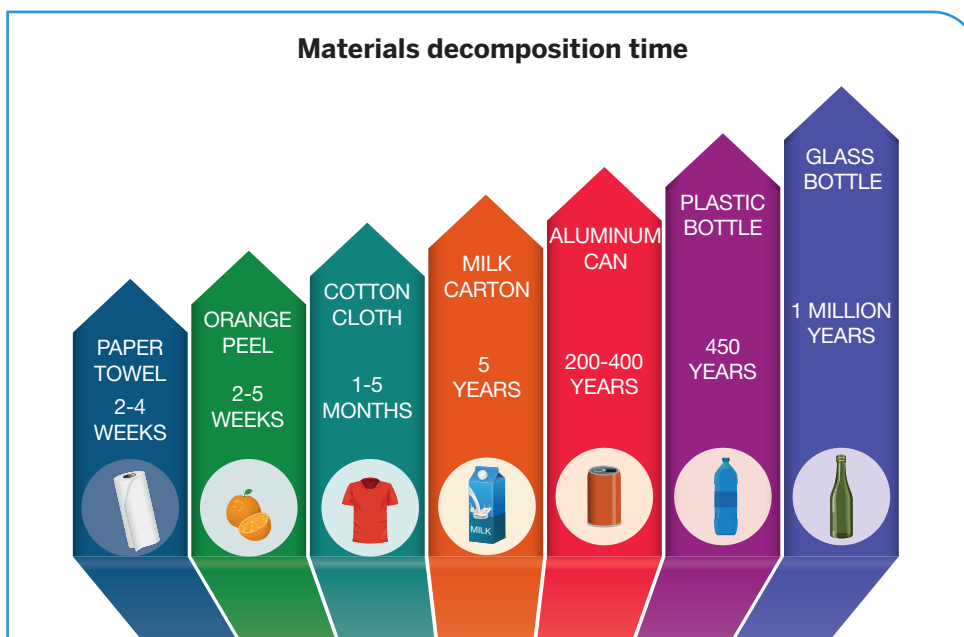 Materials decomposition time
PAPER
TOWEL
2-4
WEEKS
ORANGE
PEEL
2-5
WEEKS
COTTON
CLOTH
1-5
MONTHS
MILK
CARTON
5
YEARS
MILK
ALUMINUM
CAN
200-400
YEARS
PLASTIC
BOTTLE
450
YEARS
GLASS
BOTTLE
1 MILLION
YEARS